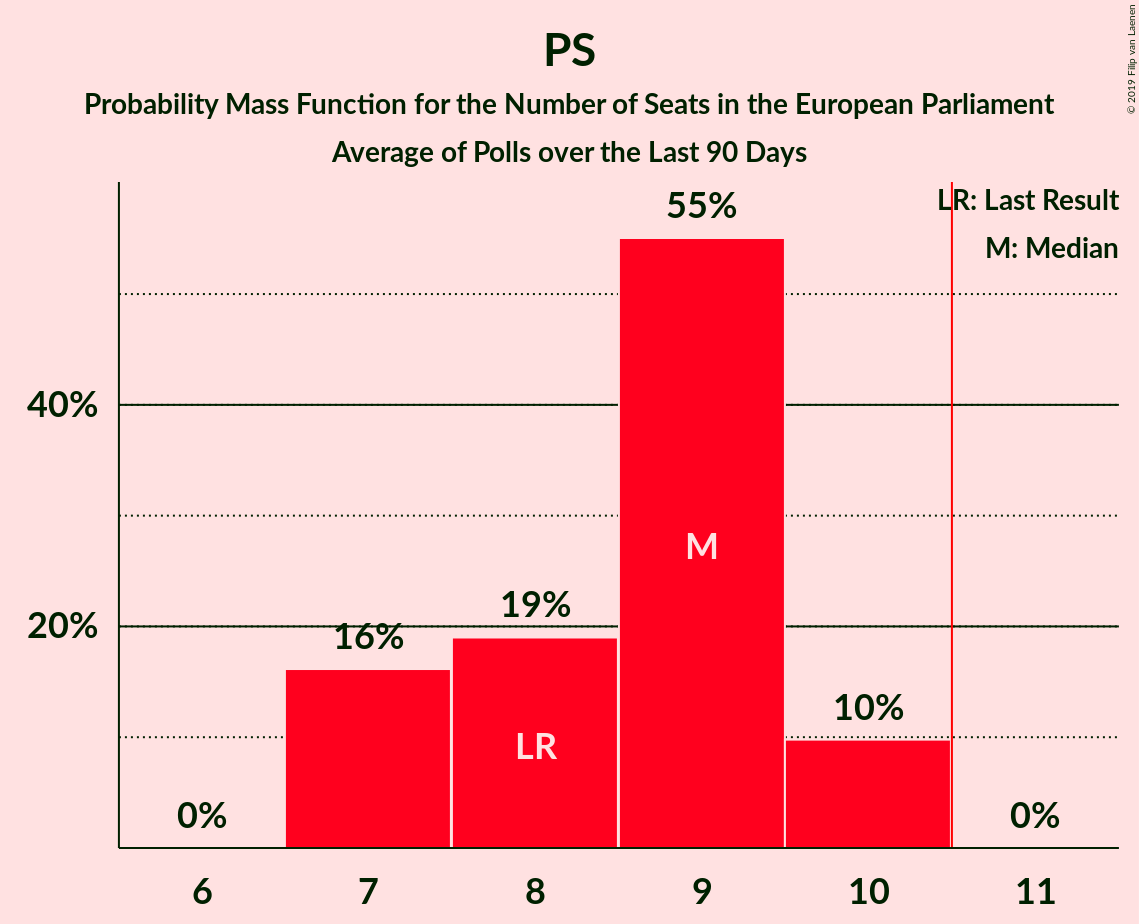 PS
Probability Mass Function for the Number of Seats in the European Parliament
Average of Polls over the Last 90 Days
© 2019 Filip van Laenen
LR: Last Result
M: Median
55%
40%
M
19%
20%
16%
10%
LR
0%
0%
6
7
8
9
10
11